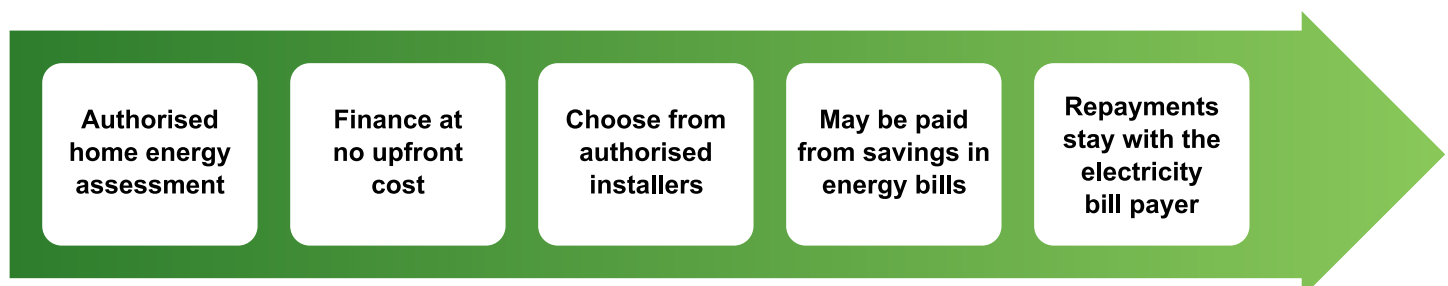 Authorised
home energy
assessment
Finance at
no upfront
cost
Choose from
authorised
installers
May be paid
from savings in
energy bills
Repayments
stay with the
electricity
bill payer